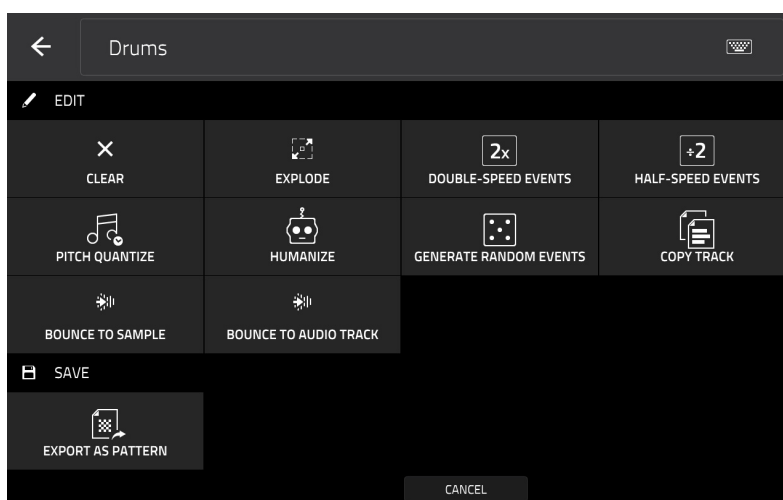 Drums
EDIT
CLEAR
EXPLODE
2x
DOUBLE-SPEED EVENTS
÷2
HALF-SPEED EVENTS
PITCH QUANTIZE
HUMANIZE
GENERATE RANDOM EVENTS
COPY TRACK
BOUNCE TO SAMPLE
BOUNCE TO AUDIO TRACK
SAVE
EXPORT AS PATTERN
CANCEL